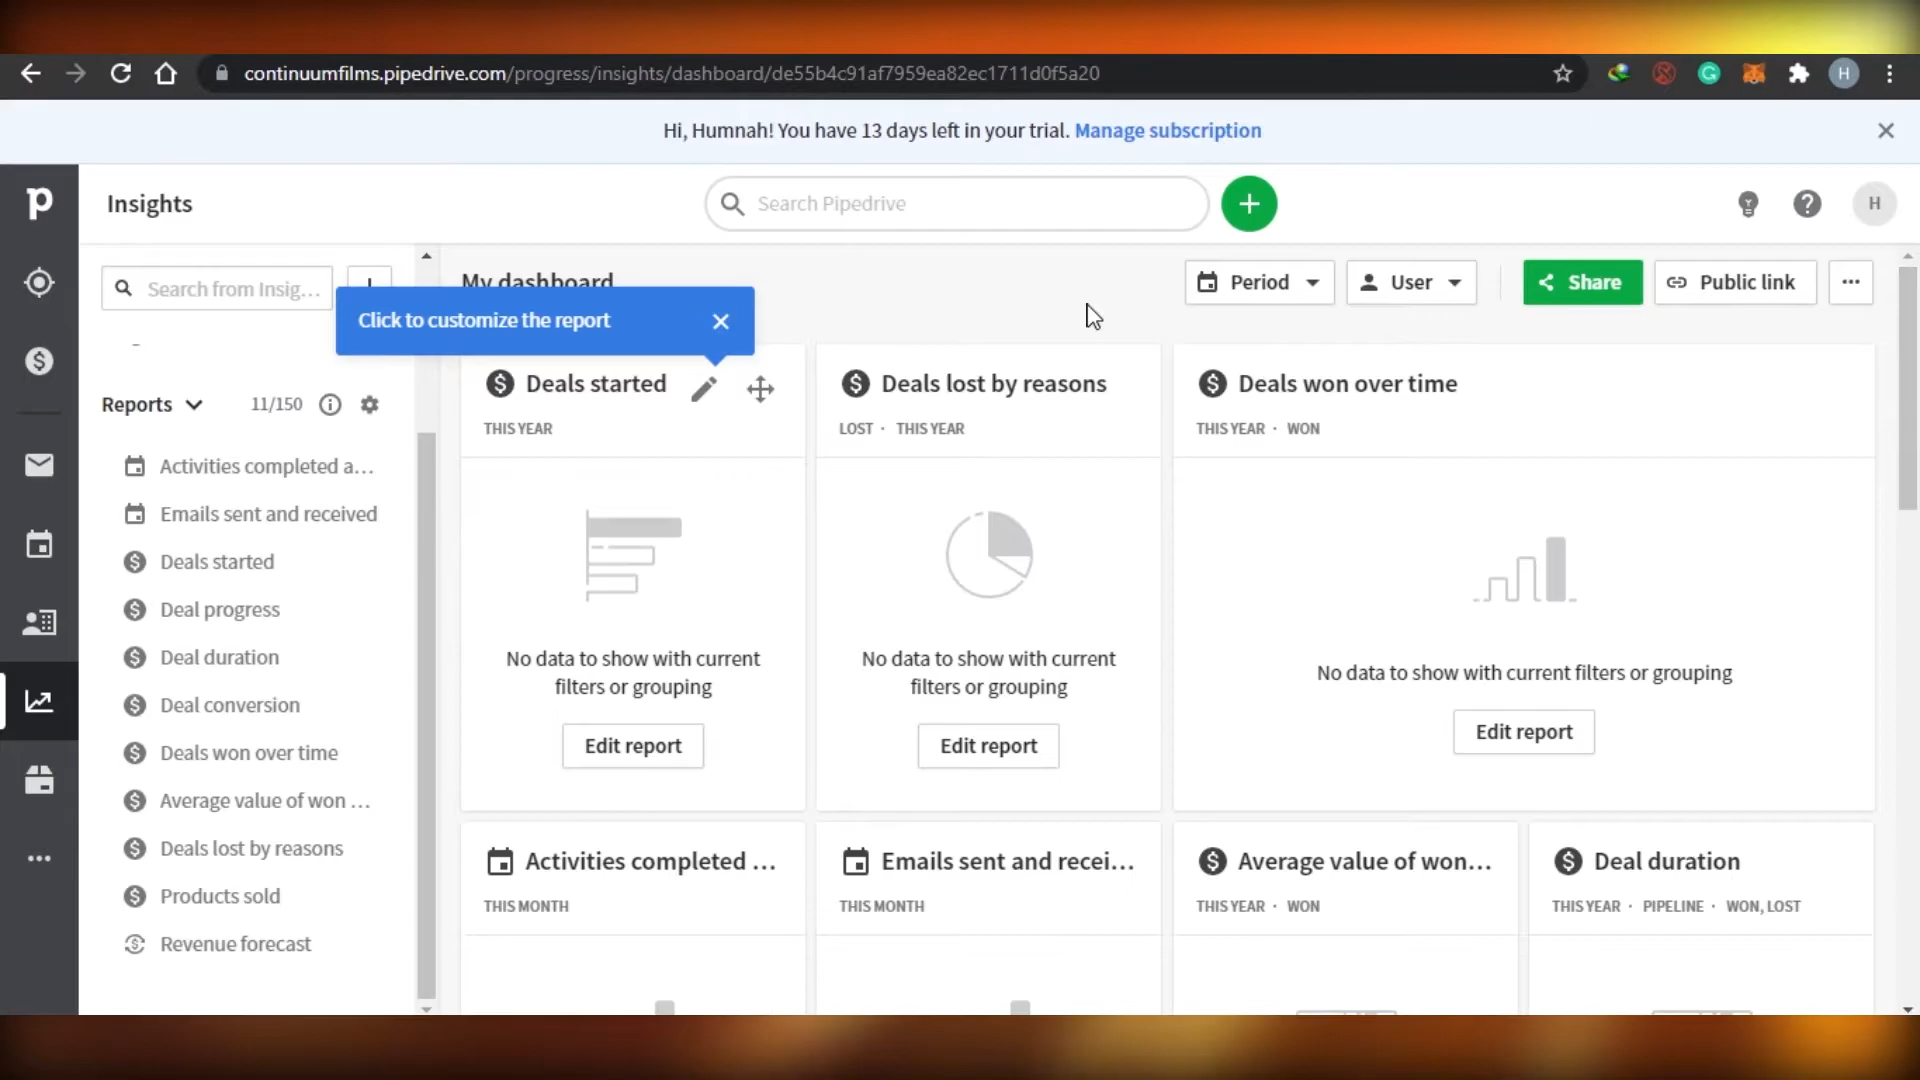 continuumfilms.pipedrive.com/progress/insights/dashboard/de55b4c91af7959ea82ec1711d0f5a20
H
Hi, Humnah! You have 13 days left in your trial. Manage subscription
p
Insights
Search Pipedrive
H
Search from Insig...
My dashboard
Period
User
Share
Public link
Click to customize the report
Reports
11/150
Activities completed a...
Emails sent and received
Deals started
Deal progress
Deal duration
Deal conversion
Deals won over time
Average value of won ...
Deals lost by reasons
Products sold
Revenue forecast
Deals started
THIS YEAR
No data to show with current
filters or grouping
Edit report
Deals lost by reasons
LOST · THIS YEAR
No data to show with current
filters or grouping
Edit report
Deals won over time
THIS YEAR · WON
No data to show with current filters or grouping
Edit report
Activities completed ...
THIS MONTH
Emails sent and recei...
THIS MONTH
Average value of won...
THIS YEAR · WON
Deal duration
THIS YEAR · PIPELINE · WON, LOST